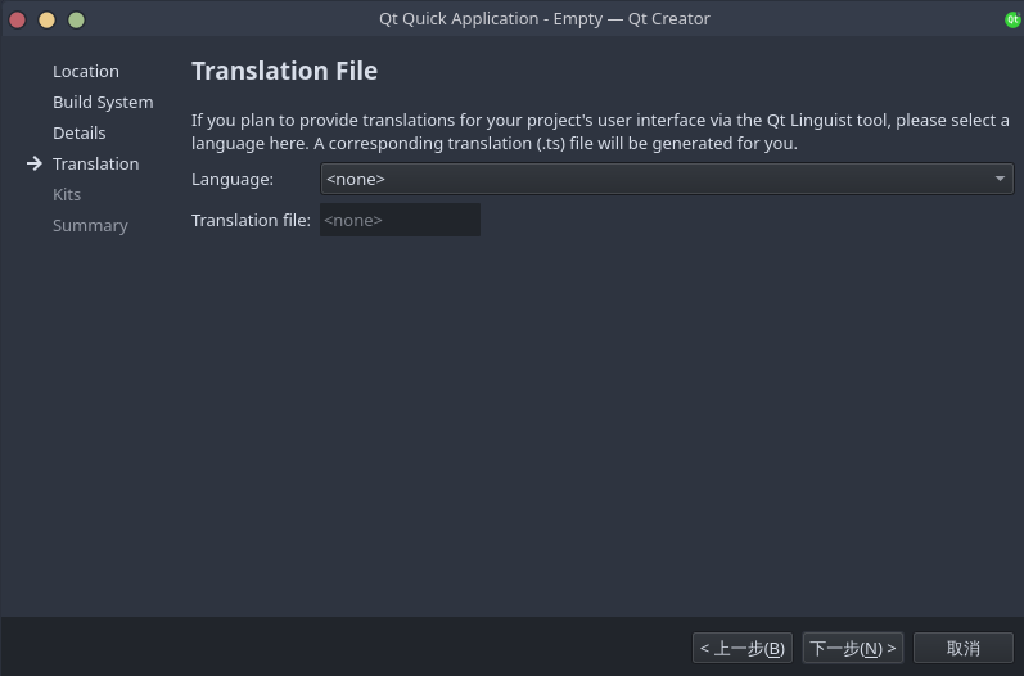 Qt Quick Application - Empty — Qt Creator
Qt
Location
Build System
Details
Translation
Kits
Summary
Translation File
If you plan to provide translations for your project's user interface via the Qt Linguist tool, please select a
language here. A corresponding translation (.ts) file will be generated for you.
Language: <none>
Translation file: <none>
< 上一步(B) 下一步(N) > 取消